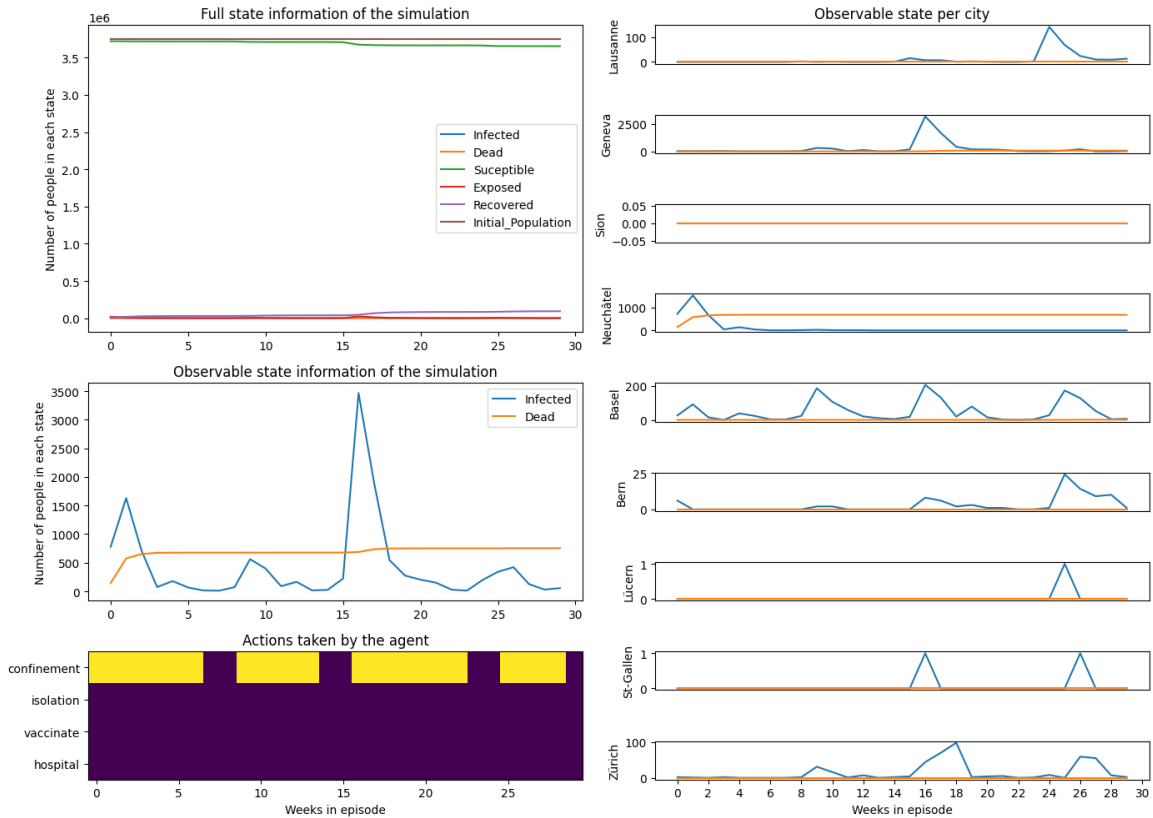 Full state information of the simulation
1e6
Number of people in each state
3.5
3.0
2.5
2.0
1.5
1.0
0.5
0.0
Infected
Dead
Suceptible
Exposed
Recovered
Initial_Population
0 5 10 15 20 25 30
Observable state information of the simulation
Number of people in each state
3500
3000
2500
2000
1500
1000
500
0
Infected
Dead
0 5 10 15 20 25 30
Actions taken by the agent
confinement
isolation
vaccinate
hospital
0 5 10 15 20 25
Weeks in episode
Observable state per city
Lausanne
100
0
Geneva
2500
0
Sion
0.05
0.00
−0.05
Neuchâtel
1000
0
Basel
200
0
Bern
25
0
Lücern
1
0
St-Gallen
1
0
Zürich
100
0
0 2 4 6 8 10 12 14 16 18 20 22 24 26 28 30
Weeks in episode